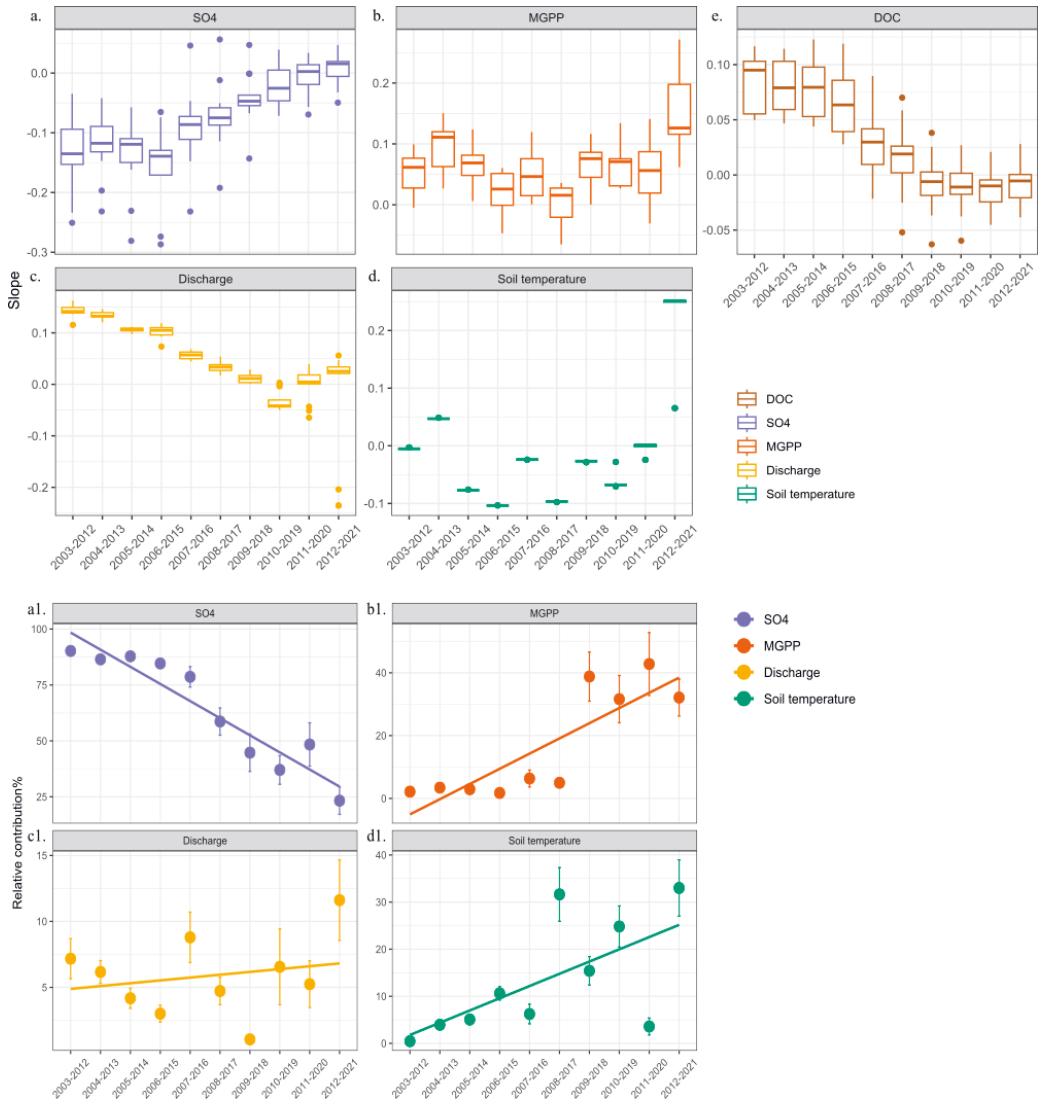 a.
SO4
b.
MGPP
e.
DOC
0.0
-0.1
-0.2
-0.3
0.2
0.1
0.0
0.10
0.05
0.00
-0.05
2003-2012
2004-2013
2005-2014
2006-2015
2007-2016
2008-2017
2009-2018
2010-2019
2011-2020
2012-2021
Slope
c.
Discharge
d.
Soil temperature
0.1
0.0
-0.1
-0.2
0.2
0.1
0.0
-0.1
2003-2012
2004-2013
2005-2014
2006-2015
2007-2016
2008-2017
2009-2018
2010-2019
2011-2020
2012-2021
2003-2012
2004-2013
2005-2014
2006-2015
2007-2016
2008-2017
2009-2018
2010-2019
2011-2020
2012-2021
DOC
SO4
MGPP
Discharge
Soil temperature
a1.
SO4
b1.
MGPP
100
75
50
25
40
20
0
SO4
MGPP
Discharge
Soil temperature
Relative contribution%
c1.
Discharge
d1.
Soil temperature
15
10
5
40
30
20
10
0
2003-2012
2004-2013
2005-2014
2006-2015
2007-2016
2008-2017
2009-2018
2010-2019
2011-2020
2012-2021
2003-2012
2004-2013
2005-2014
2006-2015
2007-2016
2008-2017
2009-2018
2010-2019
2011-2020
2012-2021